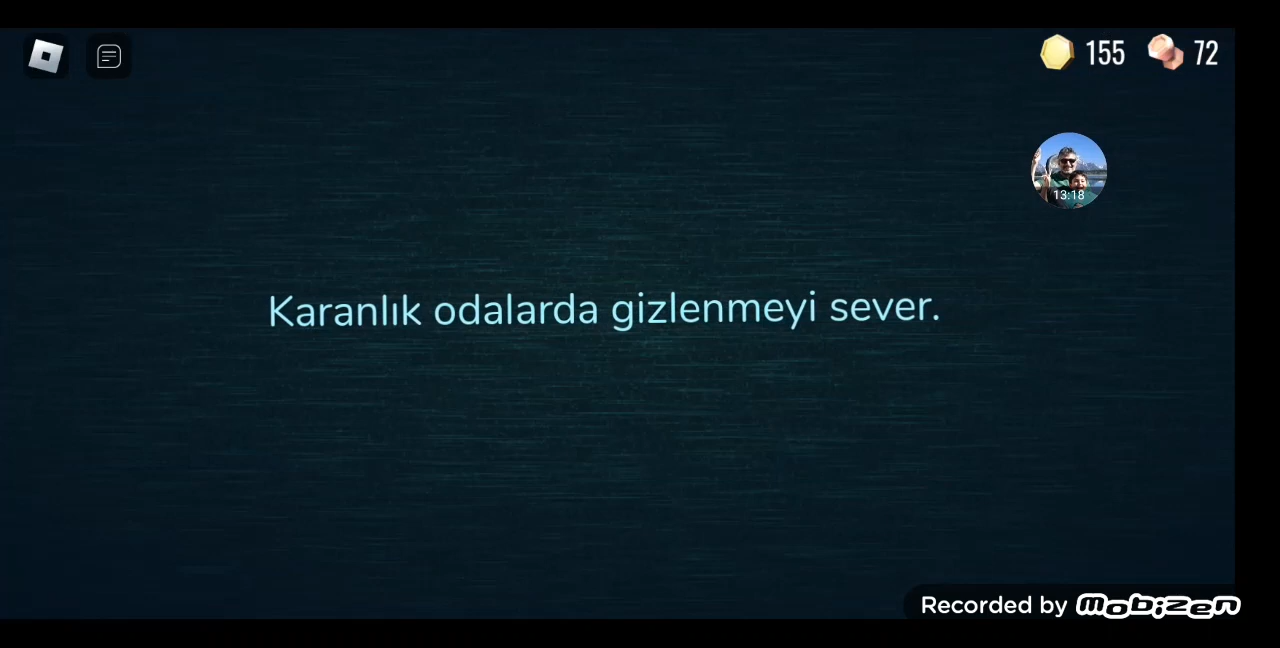 155 72
13:18
Karanlık odalarda gizlenmeyi sever.
Recorded by mobizen